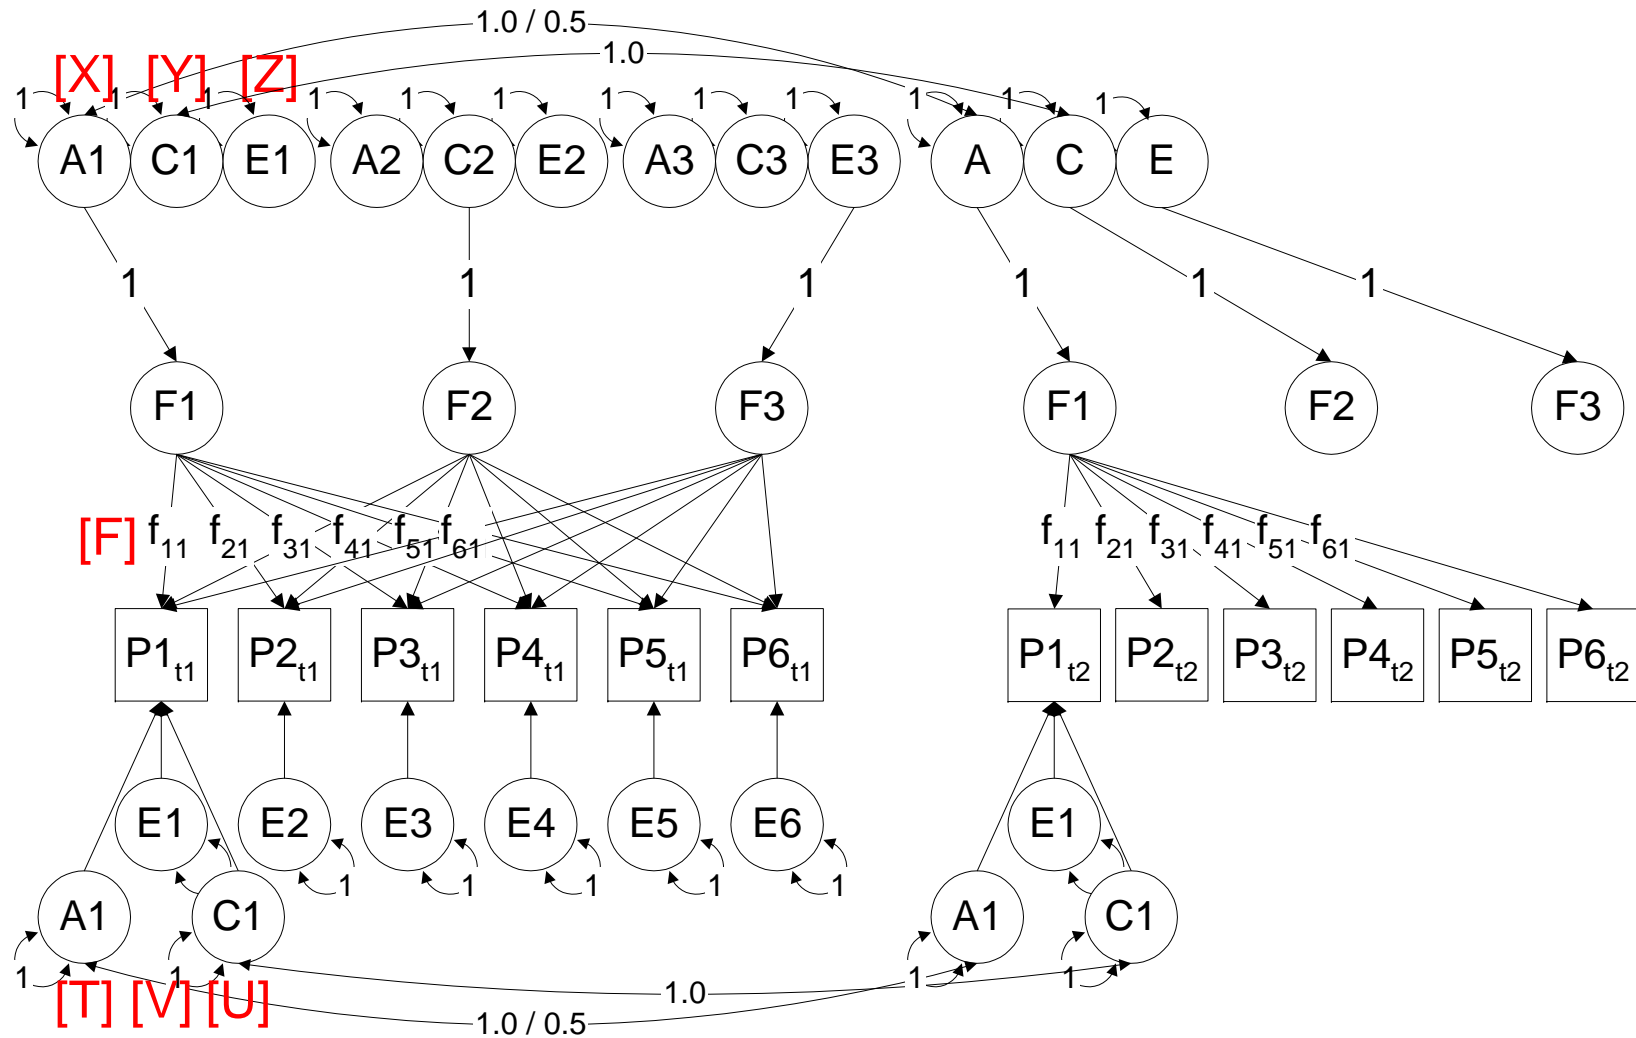 1.0 / 0.5
1.0
[X] [Y] [Z]
1 1 1 1 1 1 1 1 1 1 1 1
A1 C1 E1 A2 C2 E2 A3 C3 E3 A C E
1 1 1 1 1 1
F1 F2 F3 F1 F2 F3
[F] f11 f21 f31 f41 f51 f61 f11 f21 f31 f41 f51 f61
P1t1 P2t1 P3t1 P4t1 P5t1 P6t1 P1t2 P2t2 P3t2 P4t2 P5t2 P6t2
E1 E2 E3 E4 E5 E6 E1
1 1 1 1 1
A1 C1 A1 C1
1 1 1 1
[T] [V] [U]
1.0
1.0 / 0.5